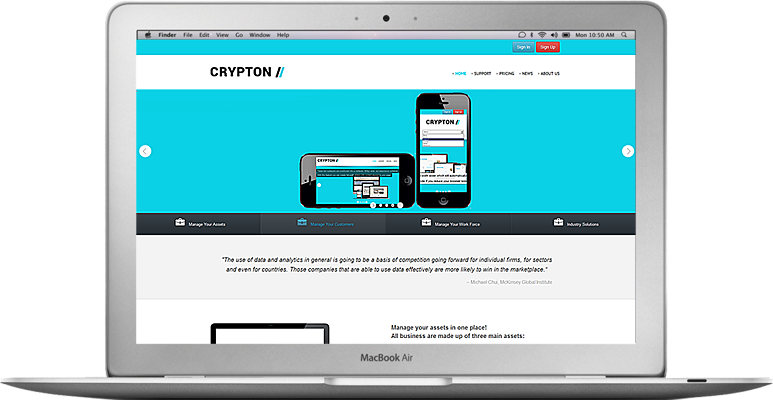 Finder File Edit View Go Window Help Mon 10:50 AM
Sign In Sign Up
CRYPTON //
HOME SUPPORT PRICING NEWS ABOUT US
CRYPTON //
CRYPTON //
Manage Your Assets Manage Your Customers Manage Your Work Force Industry Solutions
"The use of data and analytics in general is going to be a basis of competition going forward for individual firms, for sectors
and even for countries. Those companies that are able to use data effectively are more likely to win in the marketplace."
– Michael Chui, McKinsey Global Institute
Manage your assets in one place!
All business are made up of three main assets:
MacBook Air